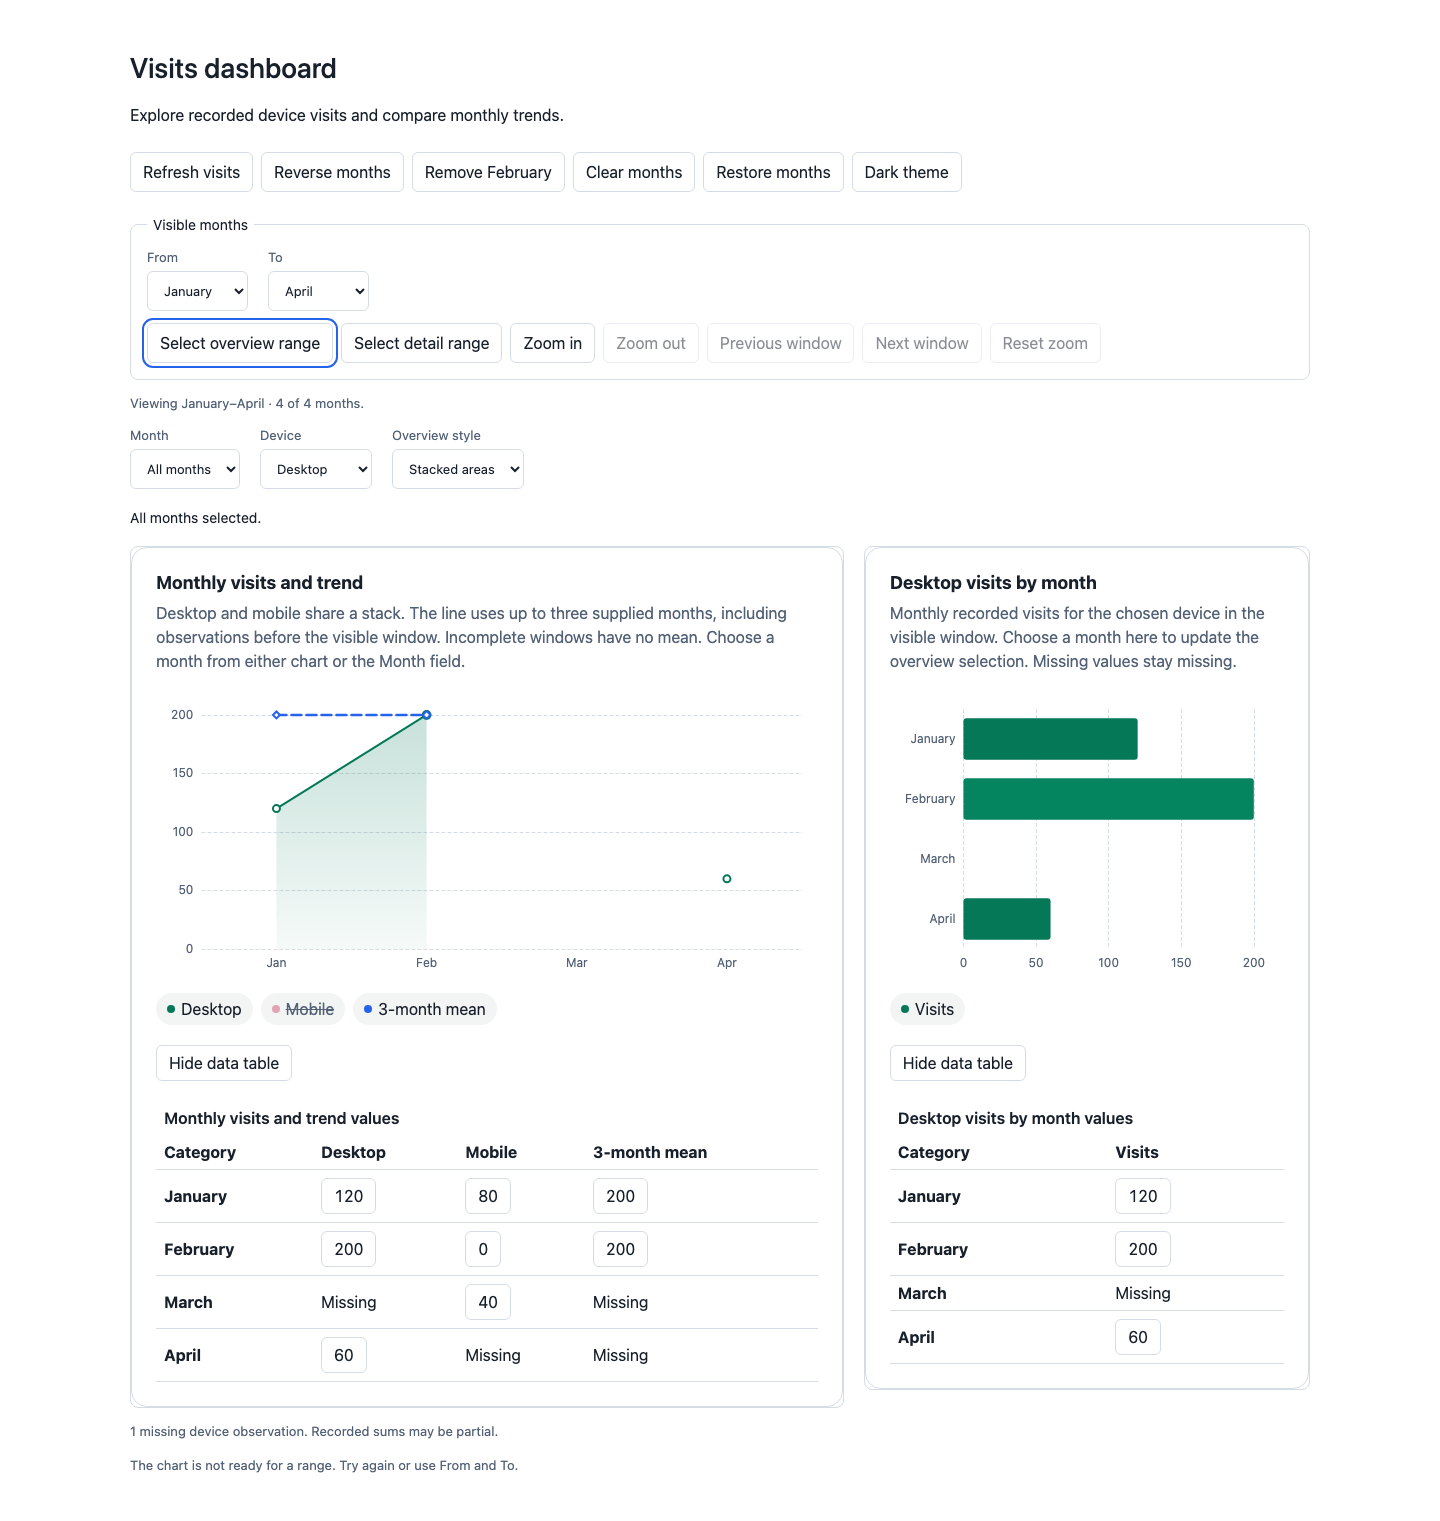 Visits dashboard
Explore recorded device visits and compare monthly trends.
Refresh visits Reverse months Remove February Clear months Restore months Dark theme
Visible months
From To
January April
Select overview range Select detail range Zoom in Zoom out Previous window Next window Reset zoom
Viewing January–April · 4 of 4 months.
Month Device Overview style
All months Desktop Stacked areas
All months selected.
Monthly visits and trend
Desktop and mobile share a stack. The line uses up to three supplied months, including
observations before the visible window. Incomplete windows have no mean. Choose a
month from either chart or the Month field.
200
150
100
50
0
Jan Feb Mar Apr
Desktop Mobile 3-month mean
Hide data table
Monthly visits and trend values
Category Desktop Mobile 3-month mean
January 120 80 200
February 200 0 200
March Missing 40 Missing
April 60 Missing Missing
Desktop visits by month
Monthly recorded visits for the chosen device in the
visible window. Choose a month here to update the
overview selection. Missing values stay missing.
January
February
March
April
0 50 100 150 200
Visits
Hide data table
Desktop visits by month values
Category Visits
January 120
February 200
March Missing
April 60
1 missing device observation. Recorded sums may be partial.
The chart is not ready for a range. Try again or use From and To.